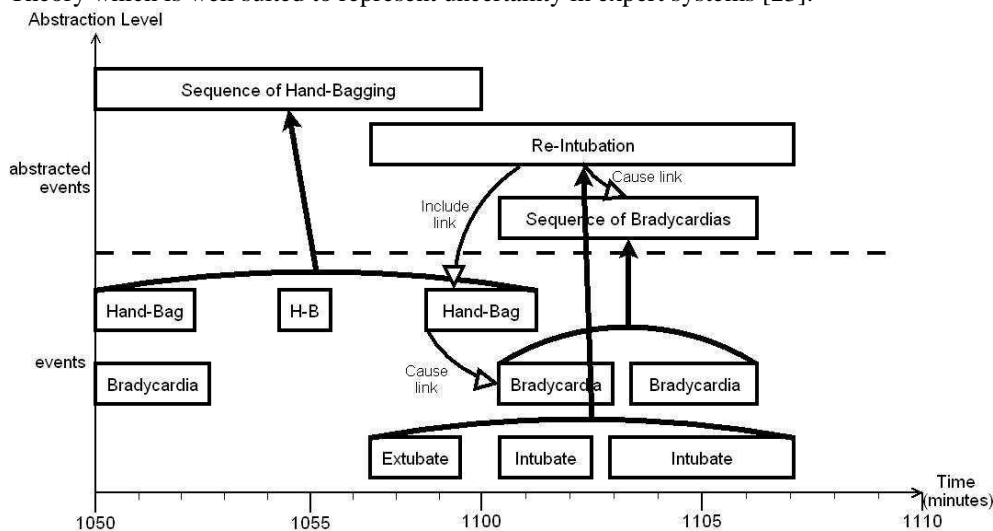 Theory which is well suited to represent uncertainty in expert systems [23].
Abstraction Level
Sequence of Hand-Bagging
Re-Intubation
abstracted
events
Cause link
Include
link
Sequence of Bradycardias
Hand-Bag
H-B
Hand-Bag
events
Cause
link
Bradycardia
Bradycardia
Bradycardia
Extubate
Intubate
Intubate
Time
(minutes)
1050
1055
1100
1105
1110